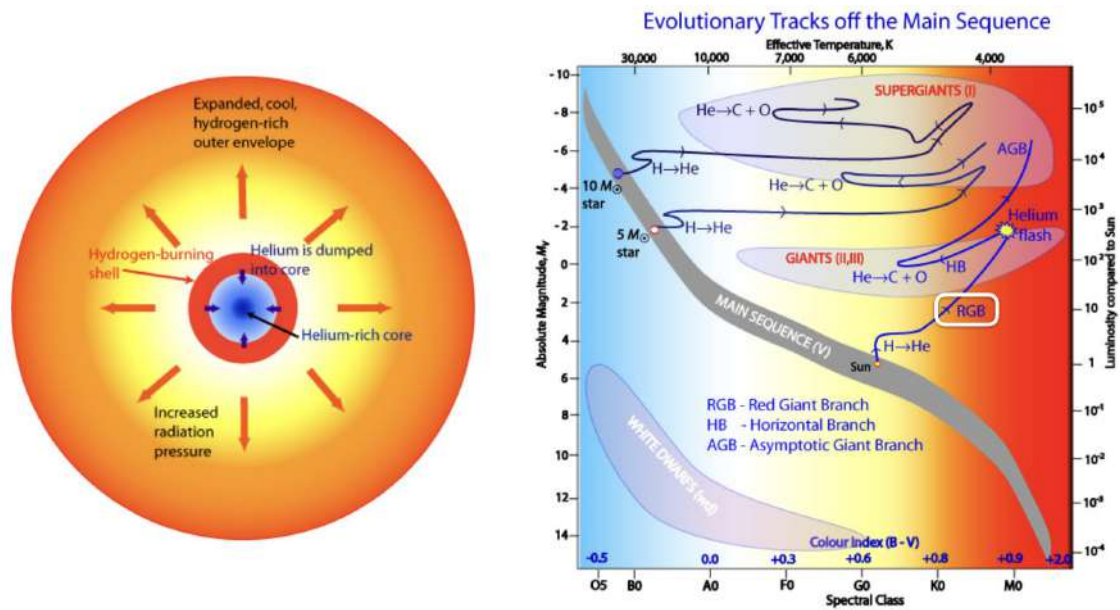 Expanded, cool,
hydrogen-rich
outer envelope
Hydrogen-burning
shell
Helium is dumped
into core
Helium-rich core
Increased
radiation
pressure
Evolutionary Tracks off the Main Sequence
Effective Temperature, K
30,000 10,000 7,000 6,000 4,000
Absolute Magnitude, Mᵥ
-10
-8
-6
-4
-2
0
2
4
6
8
10
12
14
SUPERGIANTS (I)
He→C + O
AGB
H→He
10 M⊙
star
He→C + O
H→He
5 M⊙
star
Helium
flash
GIANTS (II,III)
HB
He→C + O
RGB
MAIN SEQUENCE (V)
H→He
Sun
RGB - Red Giant Branch
HB - Horizontal Branch
AGB - Asymptotic Giant Branch
WHITE DWARFS (wd)
10⁵
10⁴
10³
10²
10
1
10⁻¹
10⁻²
10⁻³
10⁻⁴
Luminosity compared to Sun
Colour Index (B - V)
-0.5 0.0 +0.3 +0.6 +0.8 +0.9 +2.0
O5 B0 A0 F0 G0 K0 M0
Spectral Class